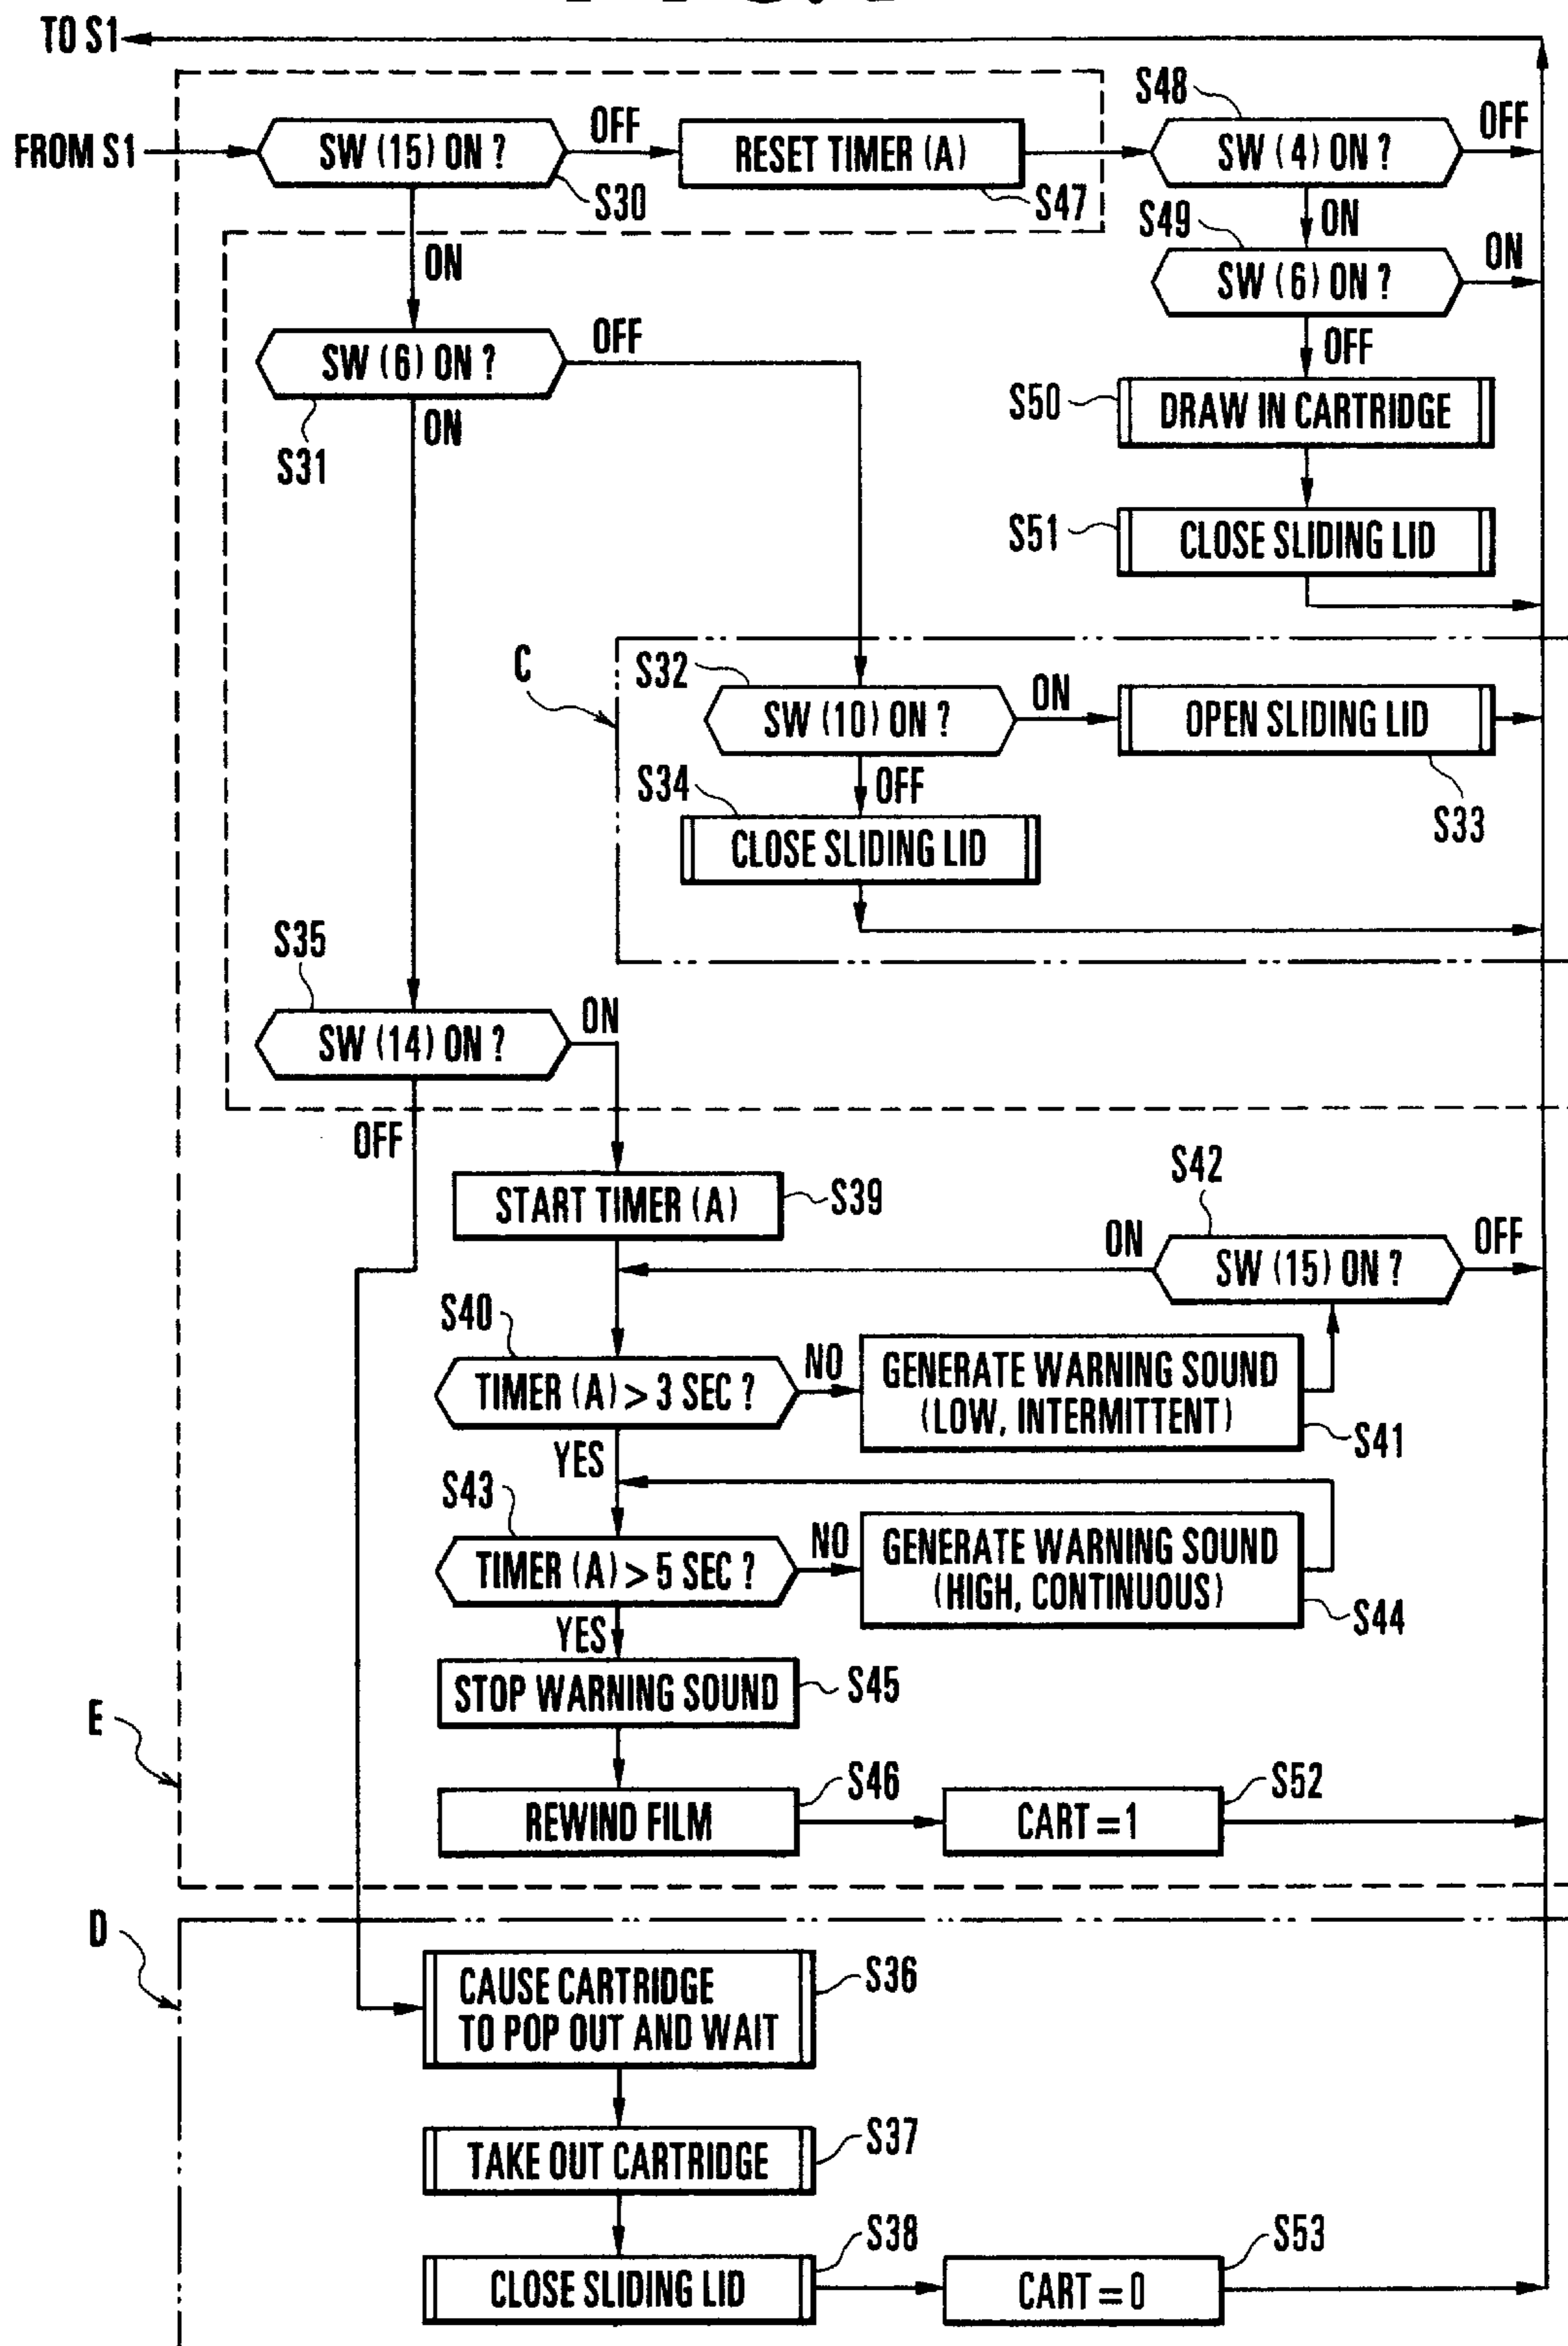 TO S1
FROM S1
SW (15) ON ?
OFF
S30
RESET TIMER (A)
S47
S48
SW (4) ON ?
OFF
ON
S49
SW (6) ON ?
ON
OFF
S50
DRAW IN CARTRIDGE
S51
CLOSE SLIDING LID
ON
SW (6) ON ?
OFF
S31
ON
C
S32
SW (10) ON ?
ON
OPEN SLIDING LID
S33
OFF
S34
CLOSE SLIDING LID
S35
SW (14) ON ?
ON
OFF
START TIMER (A)
S39
S42
ON
SW (15) ON ?
OFF
S40
TIMER (A) > 3 SEC ?
NO
GENERATE WARNING SOUND
(LOW, INTERMITTENT)
S41
YES
S43
TIMER (A) > 5 SEC ?
NO
GENERATE WARNING SOUND
(HIGH, CONTINUOUS)
S44
YES
STOP WARNING SOUND
S45
E
REWIND FILM
S46
CART = 1
S52
D
CAUSE CARTRIDGE
TO POP OUT AND WAIT
S36
TAKE OUT CARTRIDGE
S37
CLOSE SLIDING LID
S38
CART = 0
S53